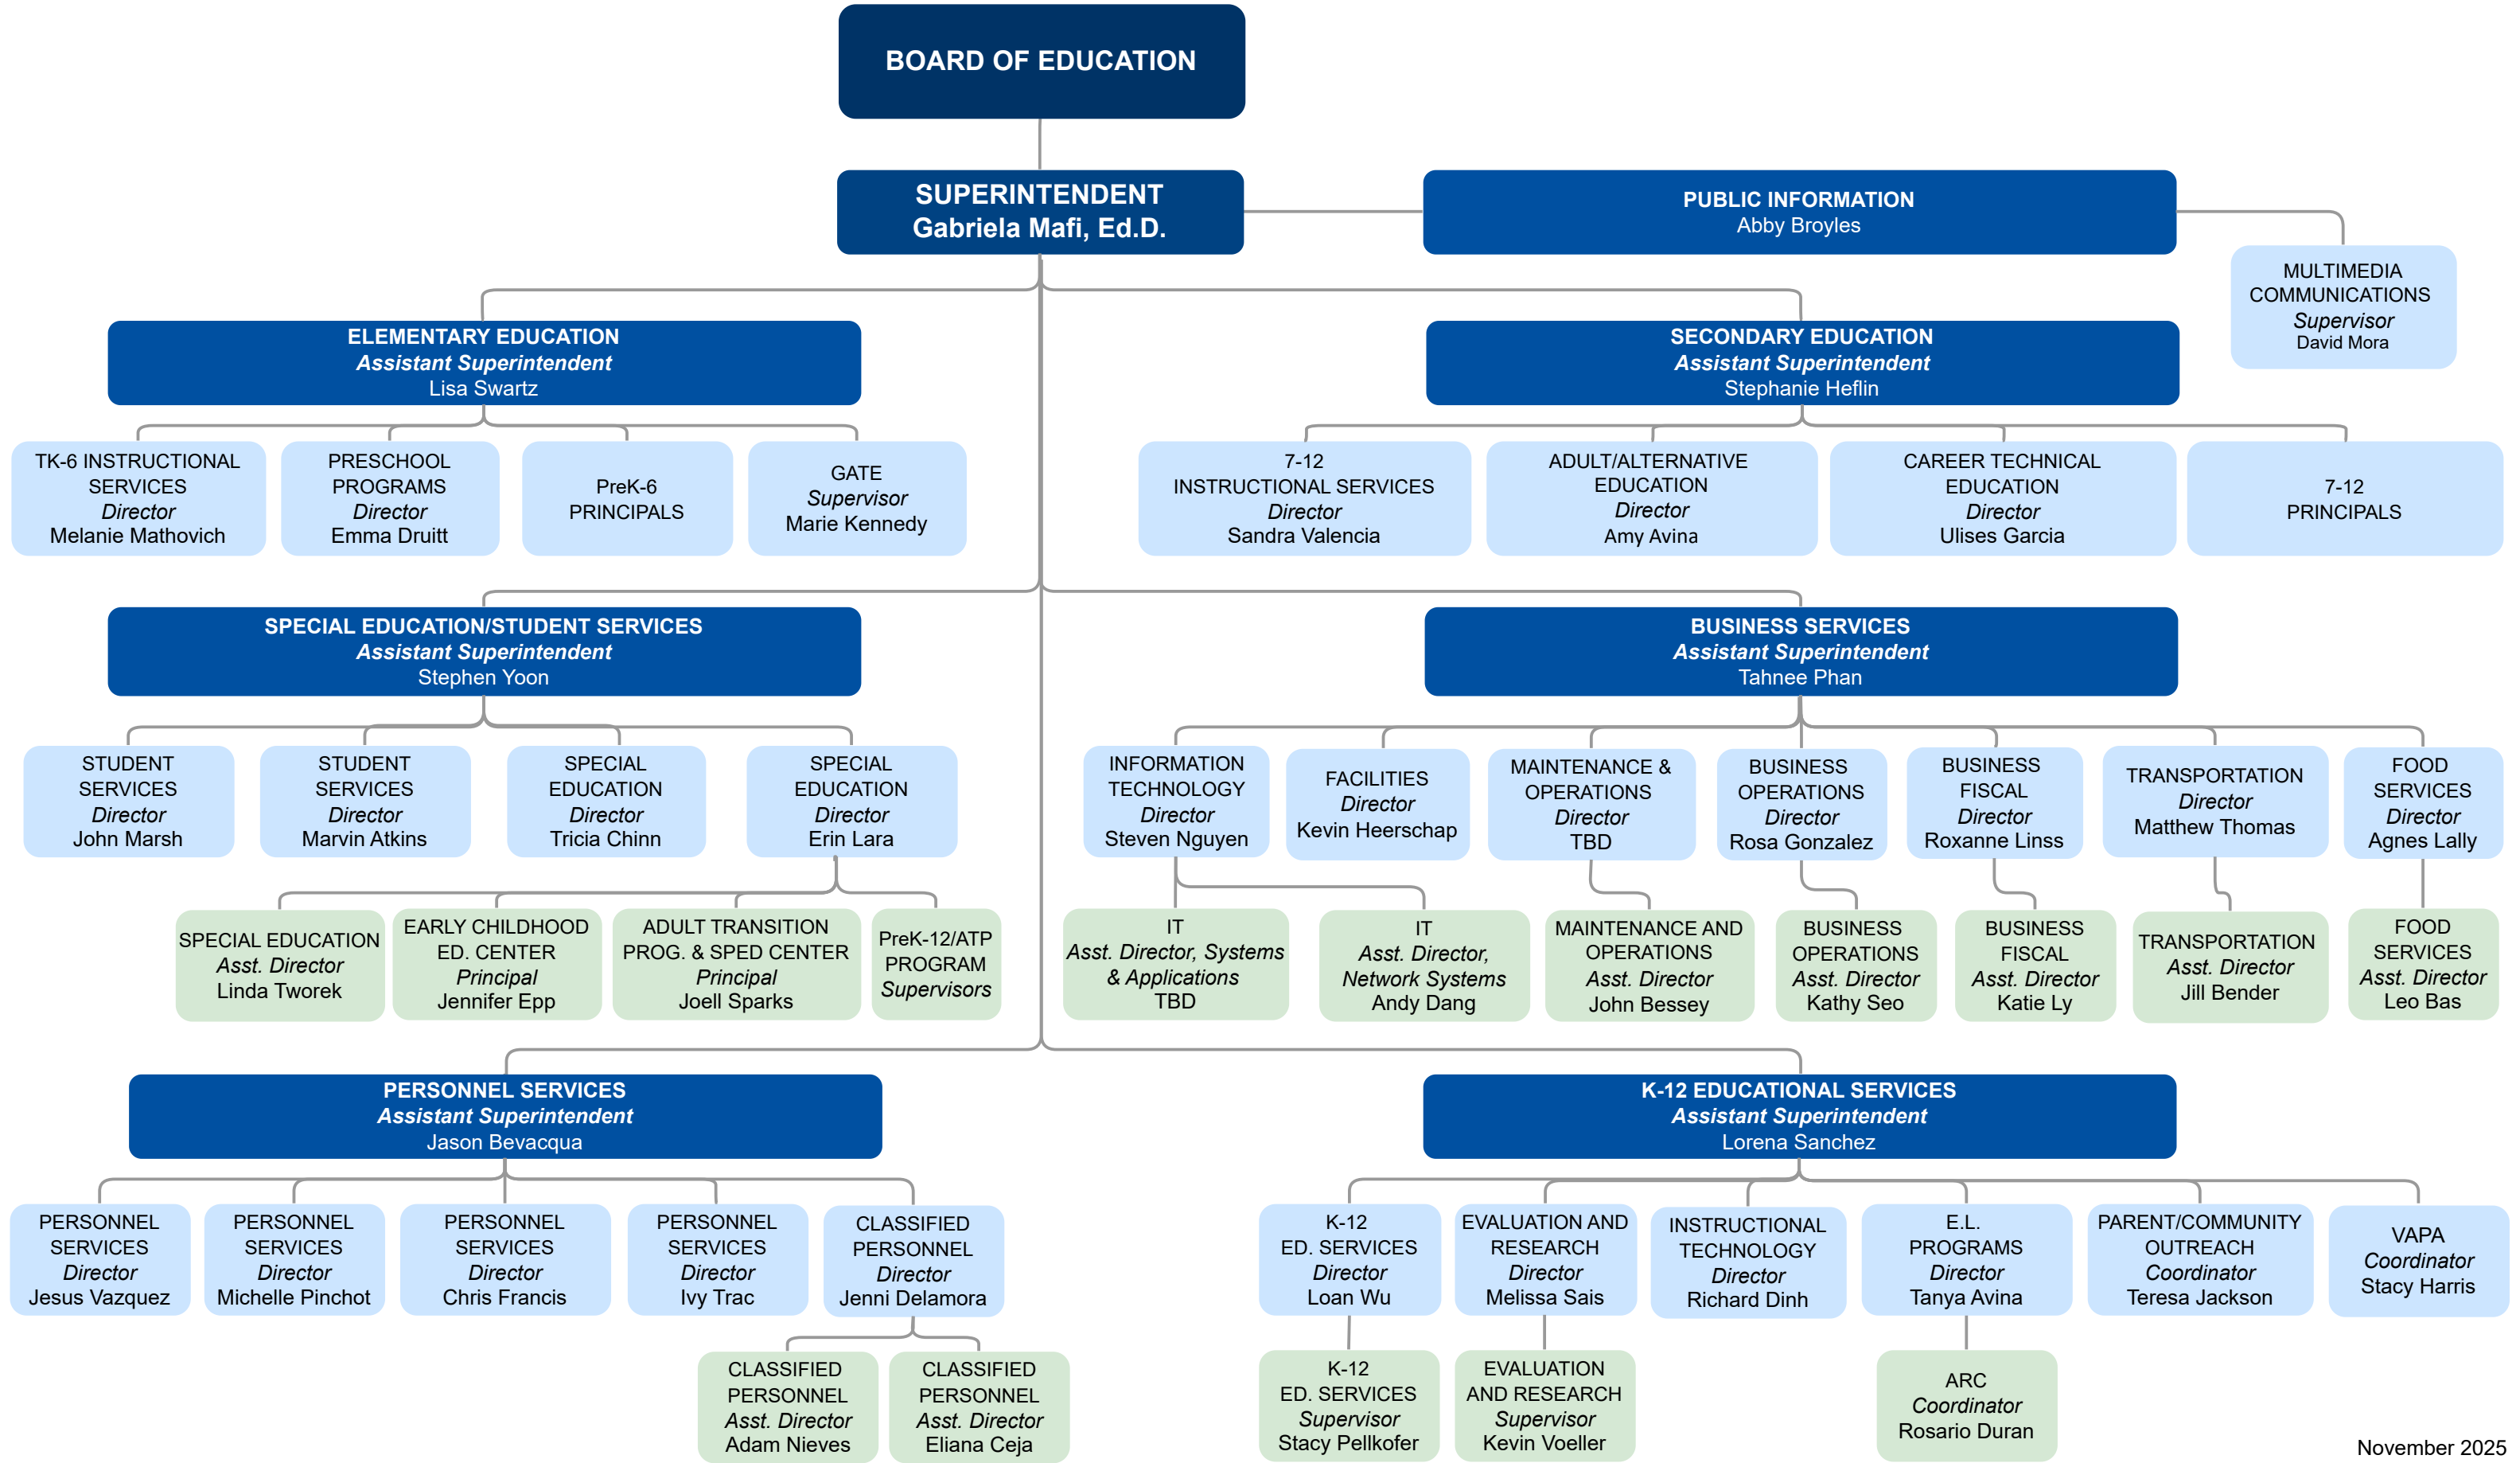 BOARD OF EDUCATION
SUPERINTENDENT
Gabriela Mafi, Ed.D.
PUBLIC INFORMATION
Abby Broyles
MULTIMEDIA
COMMUNICATIONS
Supervisor
David Mora
ELEMENTARY EDUCATION
Assistant Superintendent
Lisa Swartz
SECONDARY EDUCATION
Assistant Superintendent
Stephanie Heflin
TK-6 INSTRUCTIONAL
SERVICES
Director
Melanie Mathovich
PRESCHOOL
PROGRAMS
Director
Emma Druitt
PreK-6
PRINCIPALS
GATE
Supervisor
Marie Kennedy
7-12
INSTRUCTIONAL SERVICES
Director
Sandra Valencia
ADULT/ALTERNATIVE
EDUCATION
Director
Amy Avina
CAREER TECHNICAL
EDUCATION
Director
Ulises Garcia
7-12
PRINCIPALS
SPECIAL EDUCATION/STUDENT SERVICES
Assistant Superintendent
Stephen Yoon
BUSINESS SERVICES
Assistant Superintendent
Tahnee Phan
STUDENT
SERVICES
Director
John Marsh
STUDENT
SERVICES
Director
Marvin Atkins
SPECIAL
EDUCATION
Director
Tricia Chinn
SPECIAL
EDUCATION
Director
Erin Lara
INFORMATION
TECHNOLOGY
Director
Steven Nguyen
FACILITIES
Director
Kevin Heerschap
MAINTENANCE &
OPERATIONS
Director
TBD
BUSINESS
OPERATIONS
Director
Rosa Gonzalez
BUSINESS
FISCAL
Director
Roxanne Linss
TRANSPORTATION
Director
Matthew Thomas
FOOD
SERVICES
Director
Agnes Lally
SPECIAL EDUCATION
Asst. Director
Linda Tworek
EARLY CHILDHOOD
ED. CENTER
Principal
Jennifer Epp
ADULT TRANSITION
PROG. & SPED CENTER
Principal
Joell Sparks
PreK-12/ATP
PROGRAM
Supervisors
IT
Asst. Director, Systems
& Applications
TBD
IT
Asst. Director,
Network Systems
Andy Dang
MAINTENANCE AND
OPERATIONS
Asst. Director
John Bessey
BUSINESS
OPERATIONS
Asst. Director
Kathy Seo
BUSINESS
FISCAL
Asst. Director
Katie Ly
TRANSPORTATION
Asst. Director
Jill Bender
FOOD
SERVICES
Asst. Director
Leo Bas
PERSONNEL SERVICES
Assistant Superintendent
Jason Bevacqua
K-12 EDUCATIONAL SERVICES
Assistant Superintendent
Lorena Sanchez
PERSONNEL
SERVICES
Director
Jesus Vazquez
PERSONNEL
SERVICES
Director
Michelle Pinchot
PERSONNEL
SERVICES
Director
Chris Francis
PERSONNEL
SERVICES
Director
Ivy Trac
CLASSIFIED
PERSONNEL
Director
Jenni Delamora
K-12
ED. SERVICES
Director
Loan Wu
EVALUATION AND
RESEARCH
Director
Melissa Sais
INSTRUCTIONAL
TECHNOLOGY
Director
Richard Dinh
E.L.
PROGRAMS
Director
Tanya Avina
PARENT/COMMUNITY
OUTREACH
Coordinator
Teresa Jackson
VAPA
Coordinator
Stacy Harris
CLASSIFIED
PERSONNEL
Asst. Director
Adam Nieves
CLASSIFIED
PERSONNEL
Asst. Director
Eliana Ceja
K-12
ED. SERVICES
Supervisor
Stacy Pellkofer
EVALUATION
AND RESEARCH
Supervisor
Kevin Voeller
ARC
Coordinator
Rosario Duran
November 2025